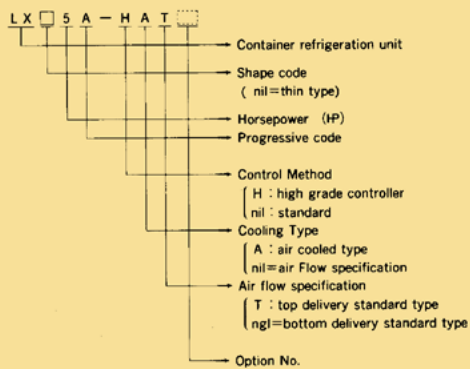 LX□5A-HAT
Container refrigeration unit
Shape code
( nil=thin type)
Horsepower (HP)
Progressive code
Control Method
H : high grade controller
nil : standard
Cooling Type
A : air cooled type
nil=air Flow specification
Air flow specification
T : top delivery standard type
ngl=bottom delivery standard type
Option No.